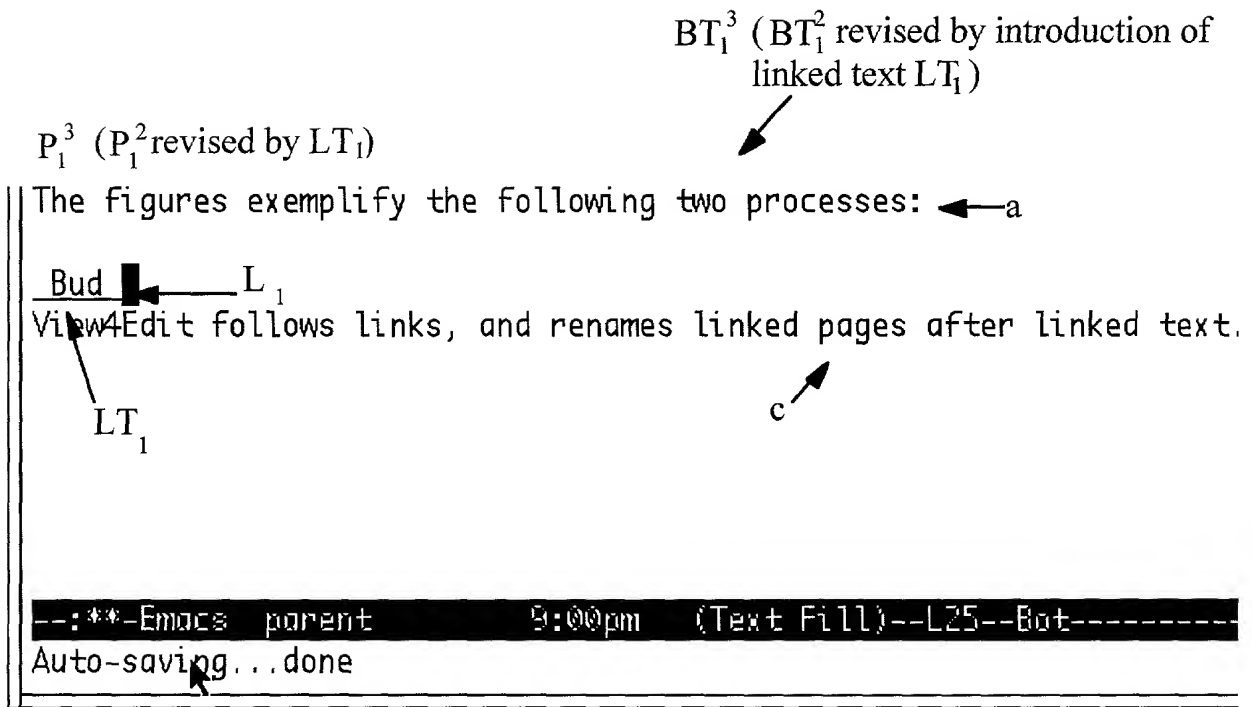 BT₁³ (BT₁² revised by introduction of
linked text LT₁)
P₁³ (P₁² revised by LT₁)
The figures exemplify the following two processes: a
Bud L₁
View4Edit follows links, and renames linked pages after linked text.
LT₁
c
--:**-Emacs parent 9:00pm (Text Fill)--L25--Bot----------
Auto-saving...done